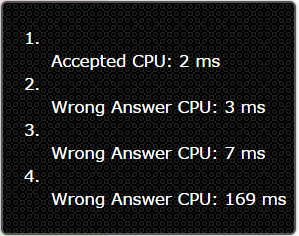 1.
Accepted CPU: 2 ms
2.
Wrong Answer CPU: 3 ms
3.
Wrong Answer CPU: 7 ms
4.
Wrong Answer CPU: 169 ms